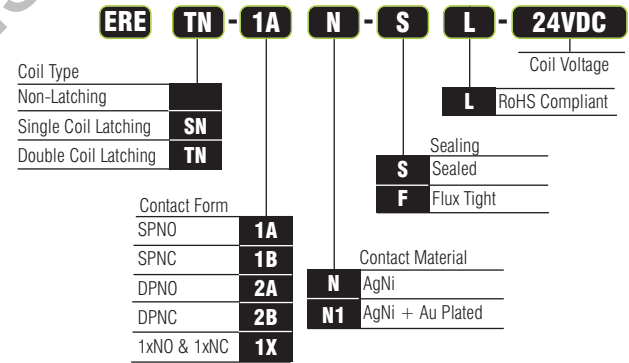 ERE TN - 1A N - S L - 24VDC
Coil Voltage
L RoHS Compliant
Coil Type
Non-Latching
Single Coil Latching SN
Double Coil Latching TN
Sealing
S Sealed
F Flux Tight
Contact Form
SPNO 1A
SPNC 1B
DPNO 2A
DPNC 2B
1xNO & 1xNC 1X
Contact Material
N AgNi
N1 AgNi + Au Plated